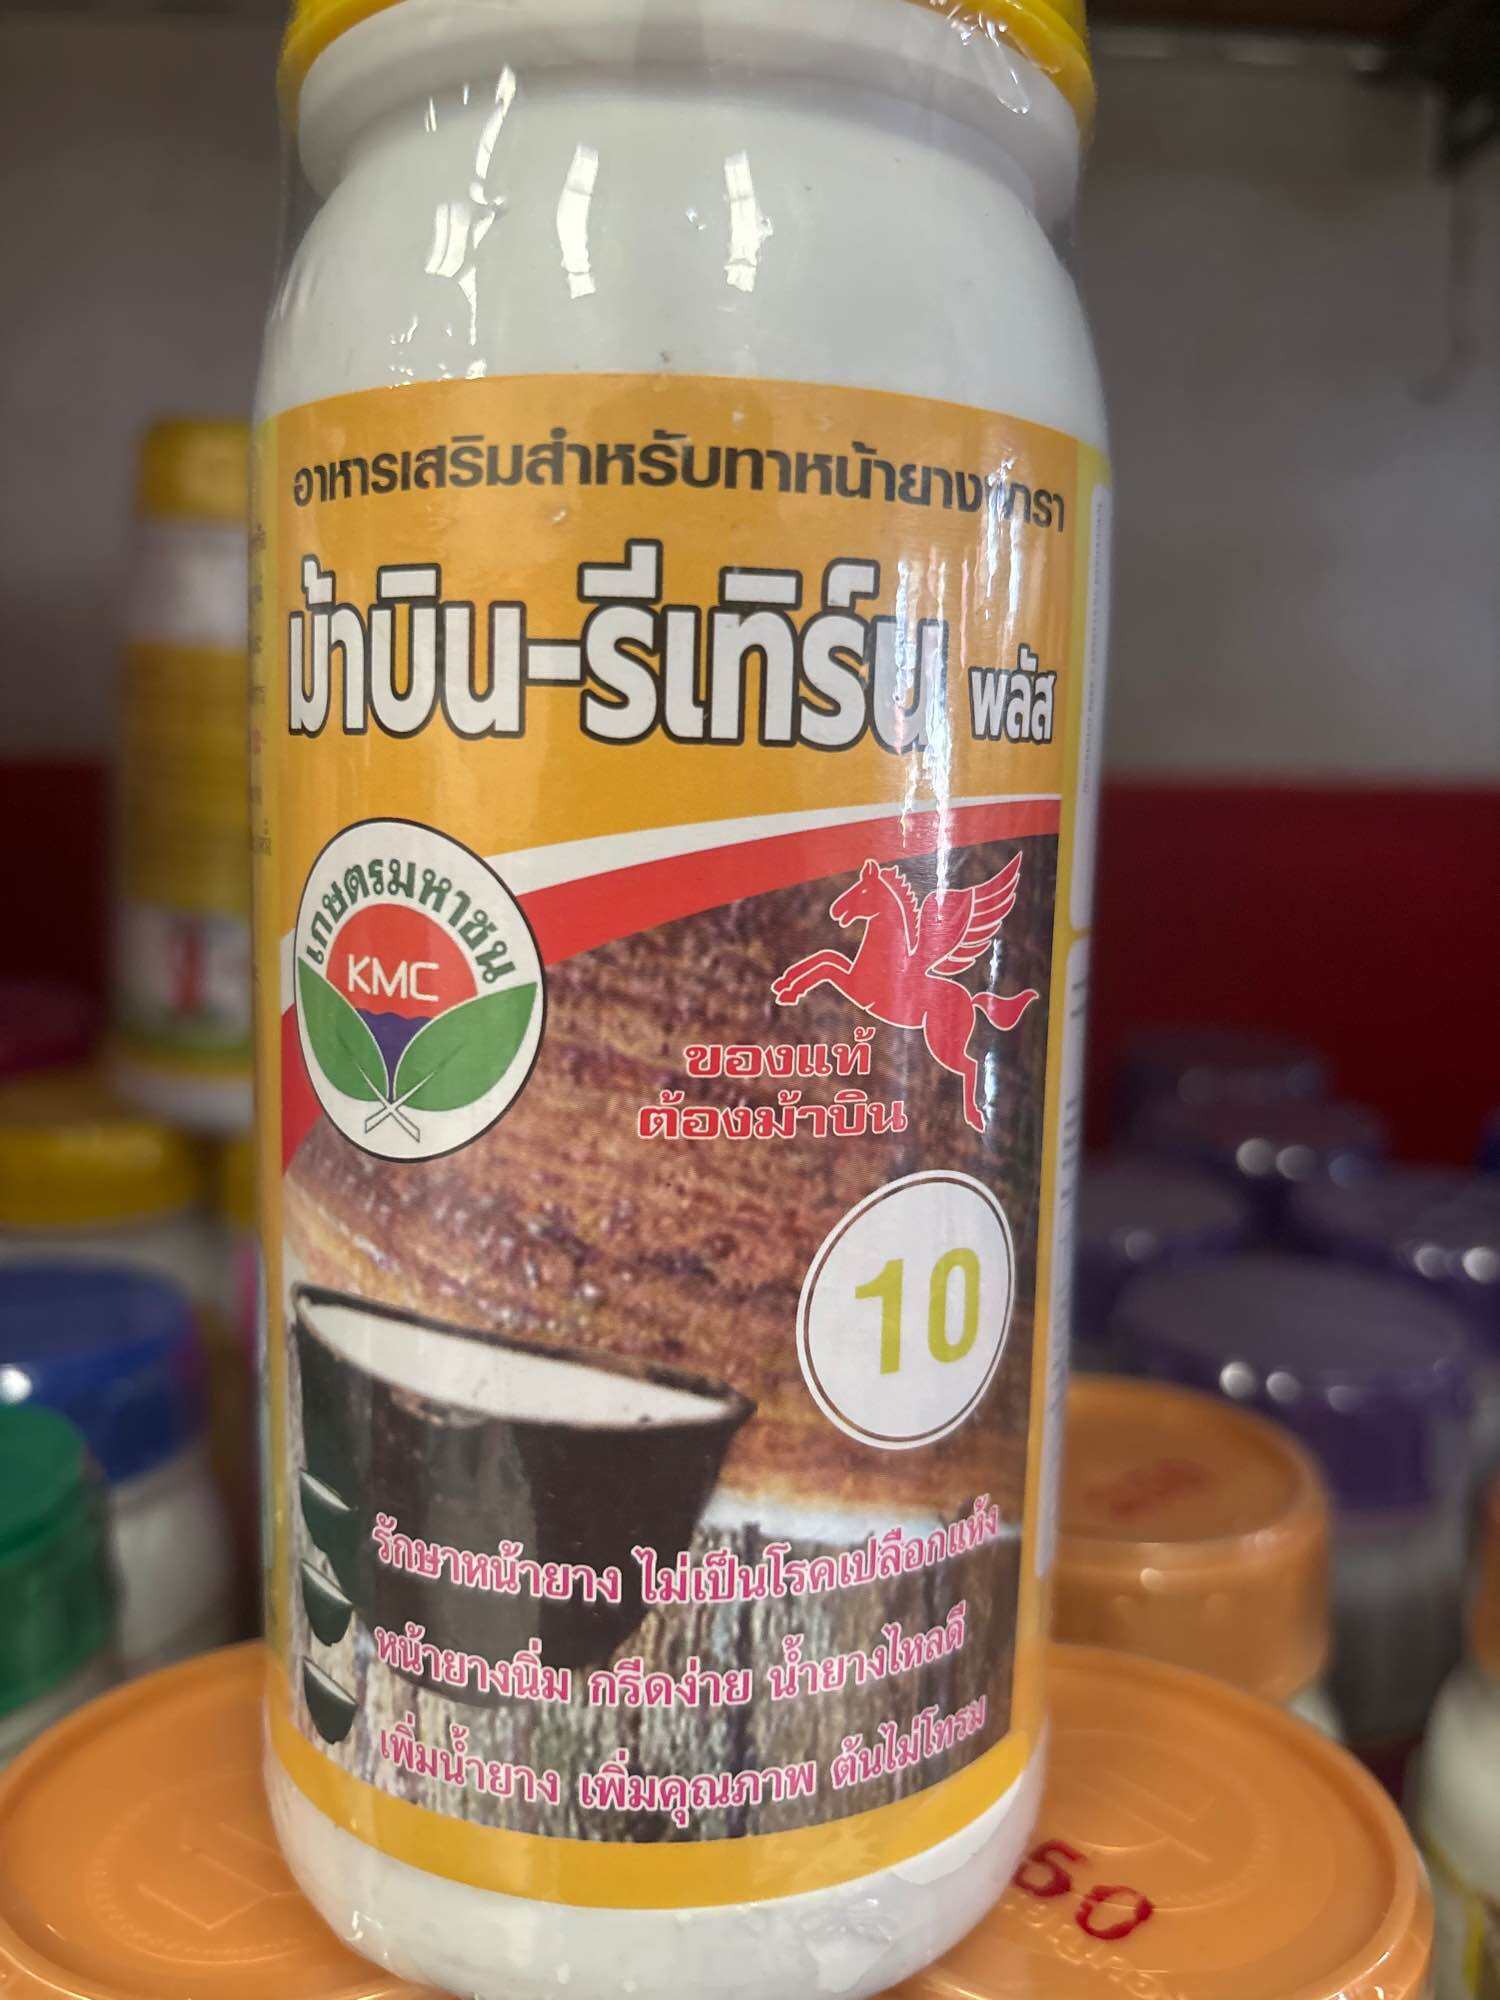 อาหารเสริมสำหรับทาหน้ายางพารา
ม้าบิน-รีเทิร์น พลัส
เกษตรมหาชน
KMC
ของแท้
ต้องม้าบิน
10
รักษาหน้ายาง ไม่เป็นโรคเปลือกแห้ง
หน้ายางนิ่ม กรีดง่าย น้ำยางไหลดี
เพิ่มน้ำยาง เพิ่มคุณภาพ ต้นไม่โทรม
50